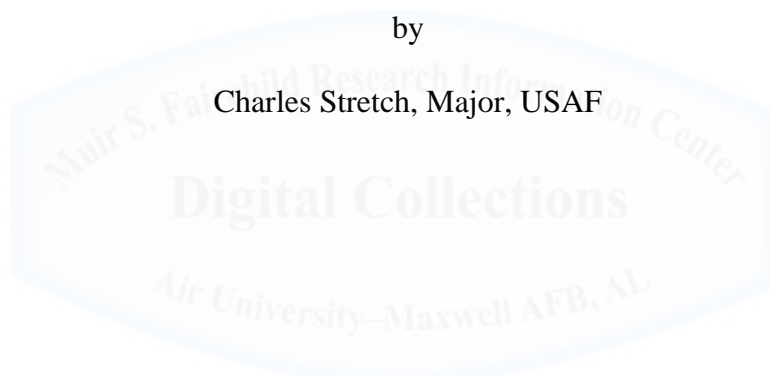 by
Charles Stretch, Major, USAF
Muir S. Fairchild Research Information Center
Digital Collections
Air University–Maxwell AFB, AL